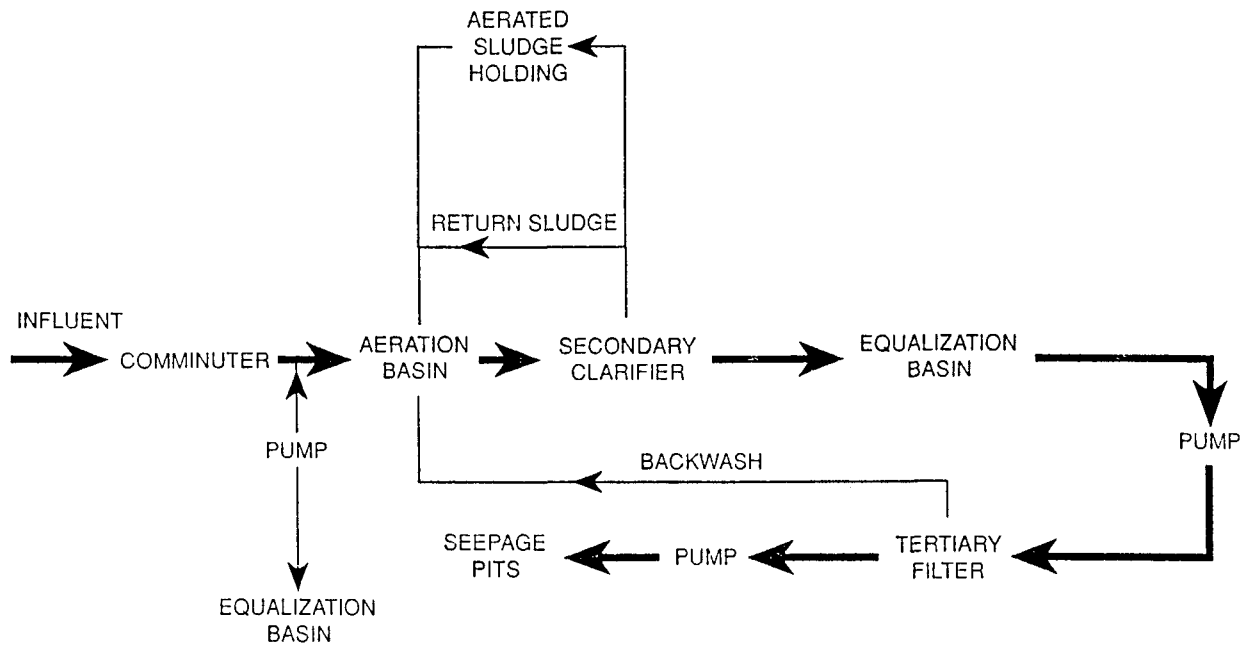 AERATED
SLUDGE
HOLDING
RETURN SLUDGE
INFLUENT
COMMINUTER
AERATION
BASIN
SECONDARY
CLARIFIER
EQUALIZATION
BASIN
PUMP
PUMP
BACKWASH
SEEPAGE
PITS
PUMP
TERTIARY
FILTER
EQUALIZATION
BASIN